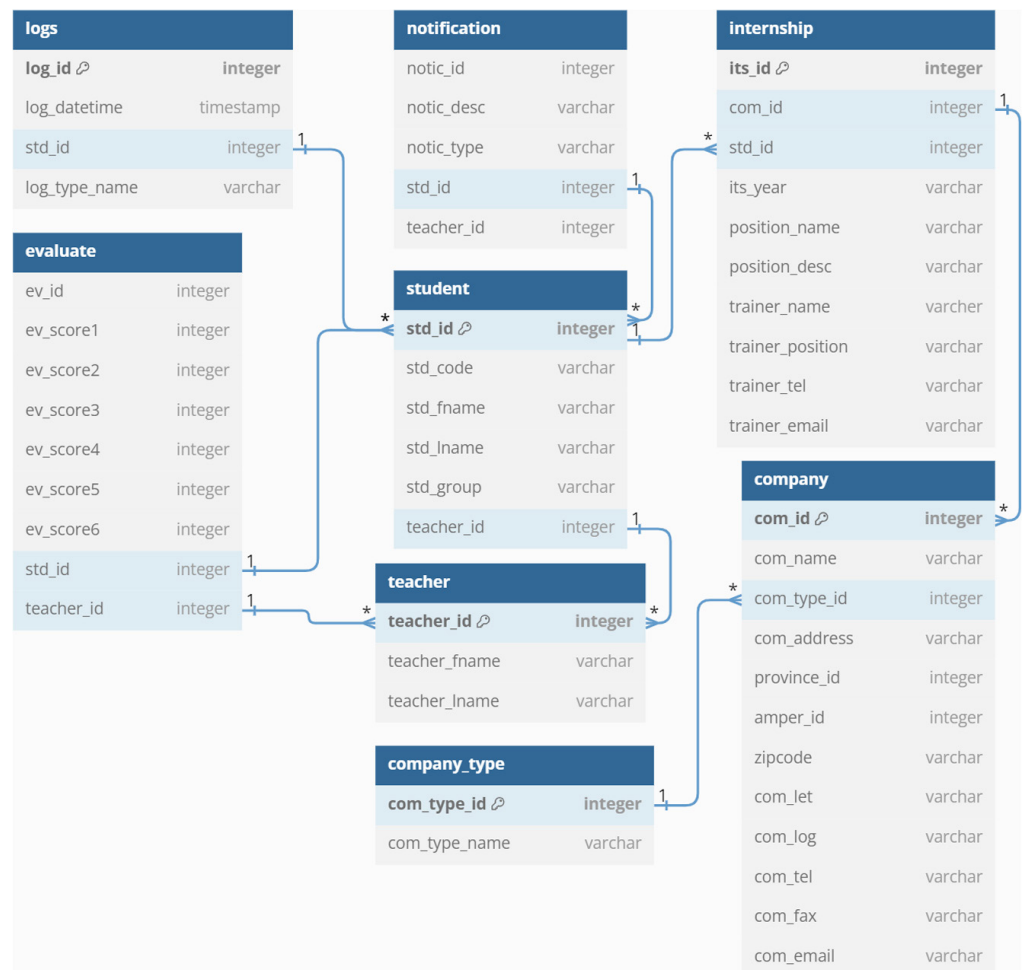 logs
log_id integer
log_datetime timestamp
std_id integer 1
log_type_name varchar
evaluate
ev_id integer
ev_score1 integer
ev_score2 integer
ev_score3 integer
ev_score4 integer
ev_score5 integer
ev_score6 integer
std_id integer 1
teacher_id integer 1
notification
notic_id integer
notic_desc varchar
notic_type varchar
std_id integer 1
teacher_id integer
student
* std_id integer * 1
std_code varchar
std_fname varchar
std_lname varchar
std_group varchar
teacher_id integer 1
teacher
* teacher_id integer *
teacher_fname varchar
teacher_lname varchar
company_type
com_type_id integer 1
com_type_name varchar
internship
its_id integer
com_id integer 1
* std_id integer
its_year varchar
position_name varchar
position_desc varchar
trainer_name varcher
trainer_position varchar
trainer_tel varchar
trainer_email varchar
company
com_id integer *
com_name varchar
* com_type_id integer
com_address varchar
province_id integer
amper_id integer
zipcode varchar
com_let varchar
com_log varchar
com_tel varchar
com_fax varchar
com_email varchar